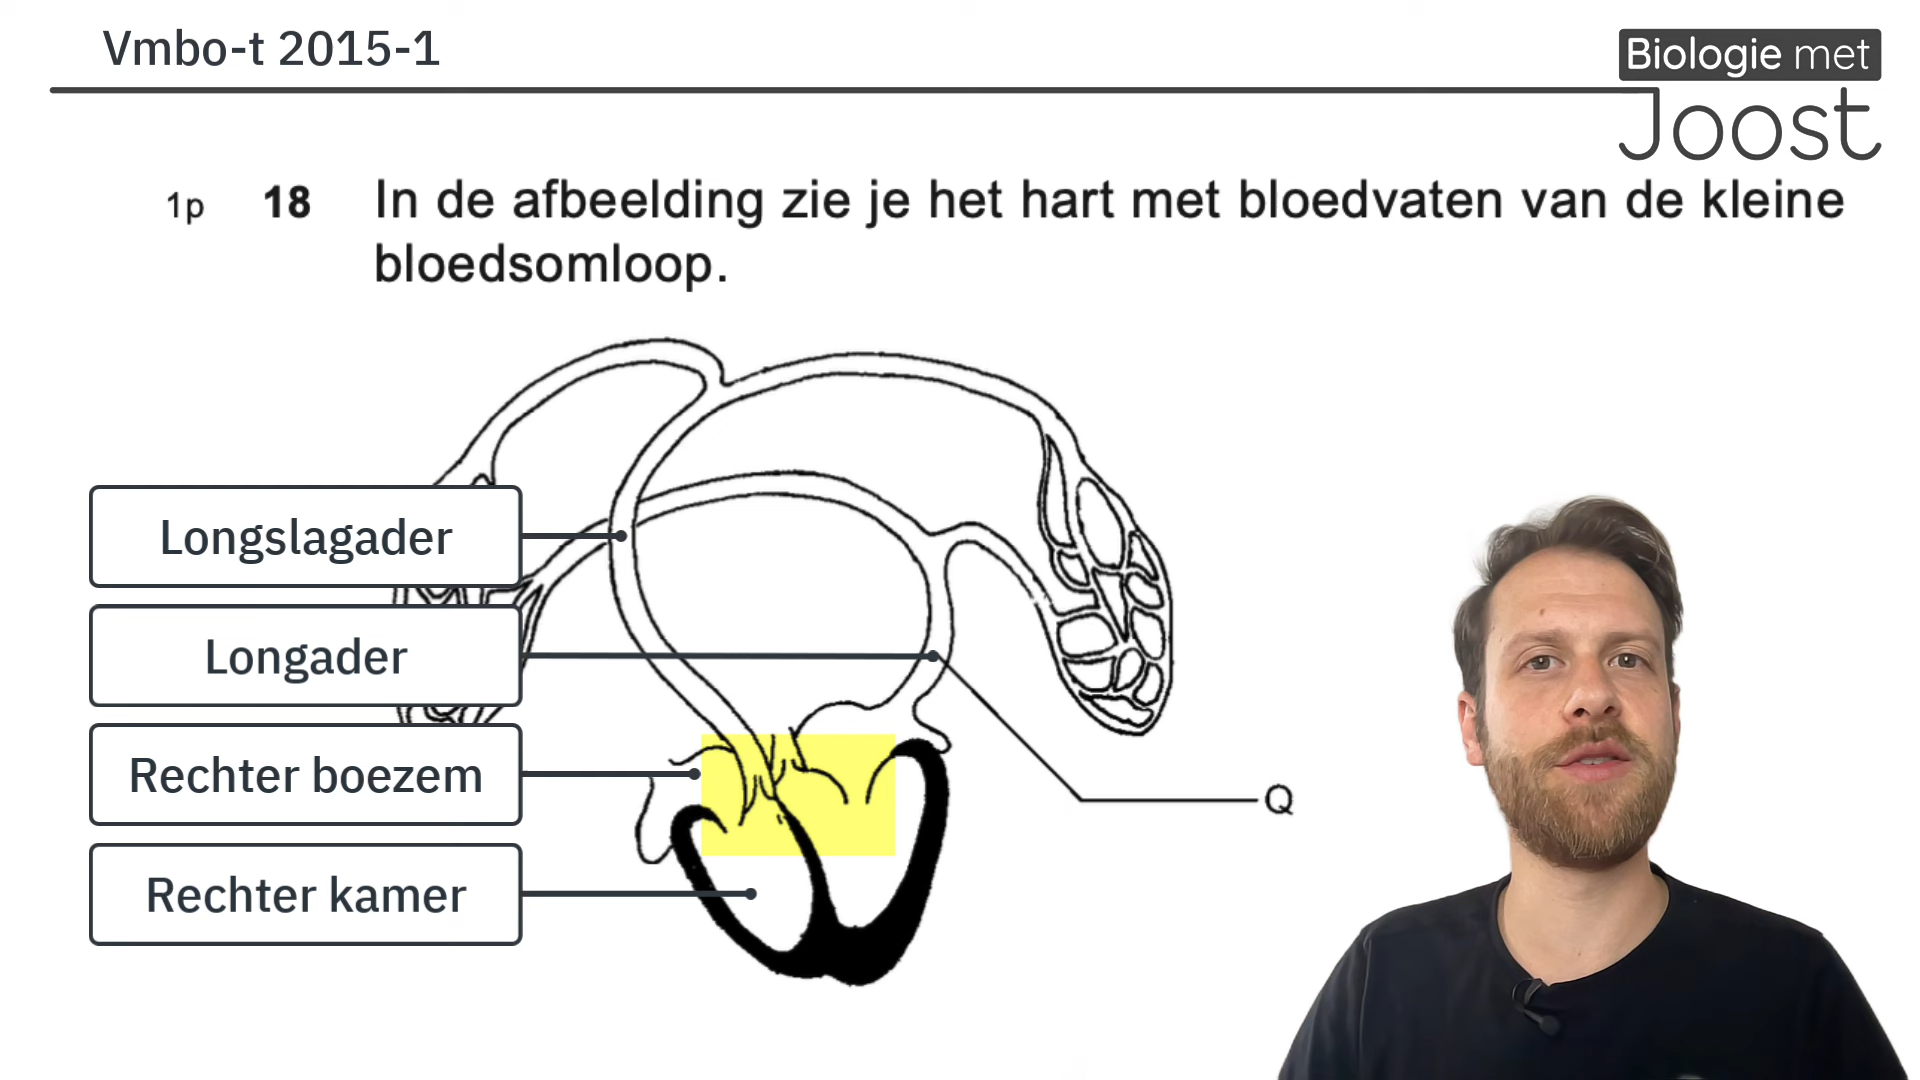 Vmbo-t 2015-1
Biologie met
Joost
1p 18 In de afbeelding zie je het hart met bloedvaten van de kleine
bloedsomloop.
Longslagader
Longader
Rechter boezem
Rechter kamer
Q